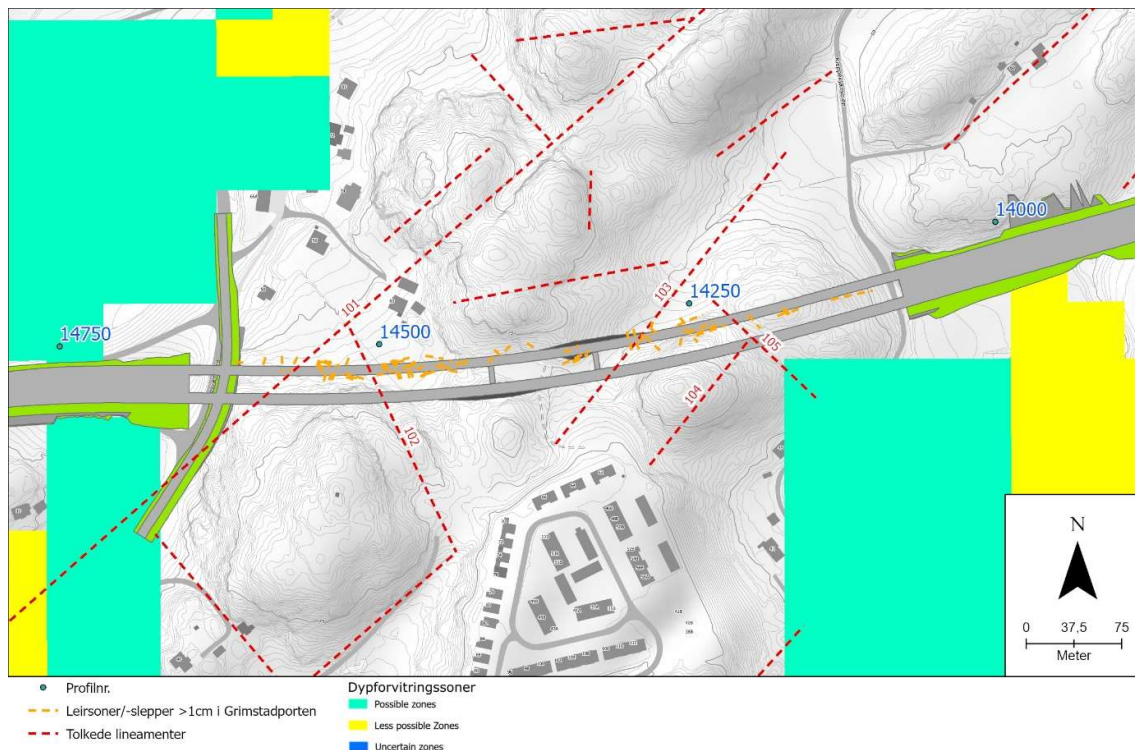 14000
101
103
14250
14750
14500
105
104
102
N
0 37,5 75
Meter
Profilnr.
Leirsoner/-slepper >1cm i Grimstadporten
Tolkede lineamenter
Dypforvitringssoner
Possible zones
Less possible Zones
Uncertain zones